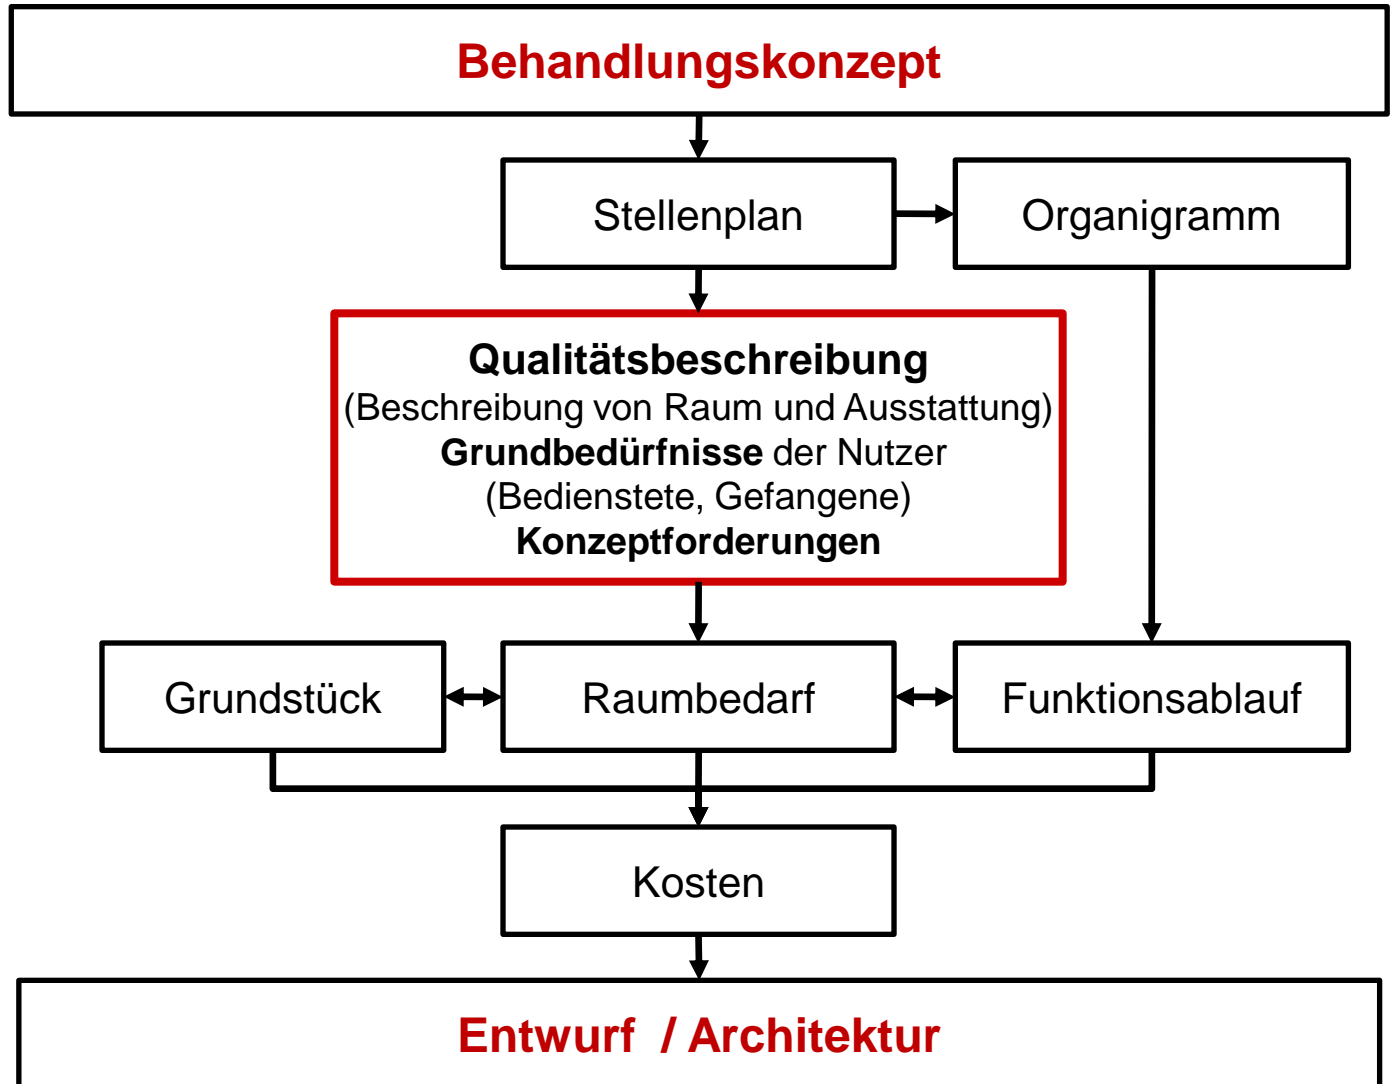 Behandlungskonzept
Stellenplan
Organigramm
Qualitätsbeschreibung
(Beschreibung von Raum und Ausstattung)
Grundbedürfnisse der Nutzer
(Bedienstete, Gefangene)
Konzeptforderungen
Grundstück
Raumbedarf
Funktionsablauf
Kosten
Entwurf / Architektur